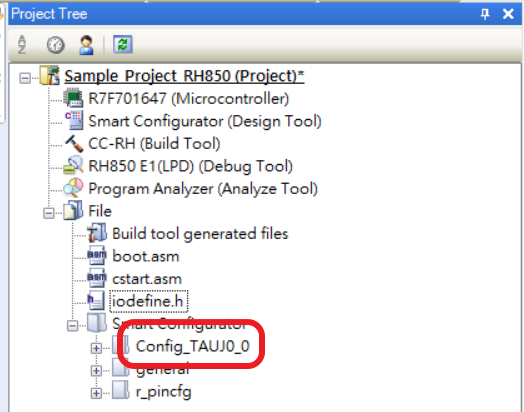 Project Tree
Sample_Project_RH850 (Project)*
R7F701647 (Microcontroller)
Smart Configurator (Design Tool)
CC-RH (Build Tool)
RH850 E1(LPD) (Debug Tool)
Program Analyzer (Analyze Tool)
File
Build tool generated files
boot.asm
cstart.asm
iodefine.h
Smart Configurator
Config_TAUJ0_0
general
r_pincfg